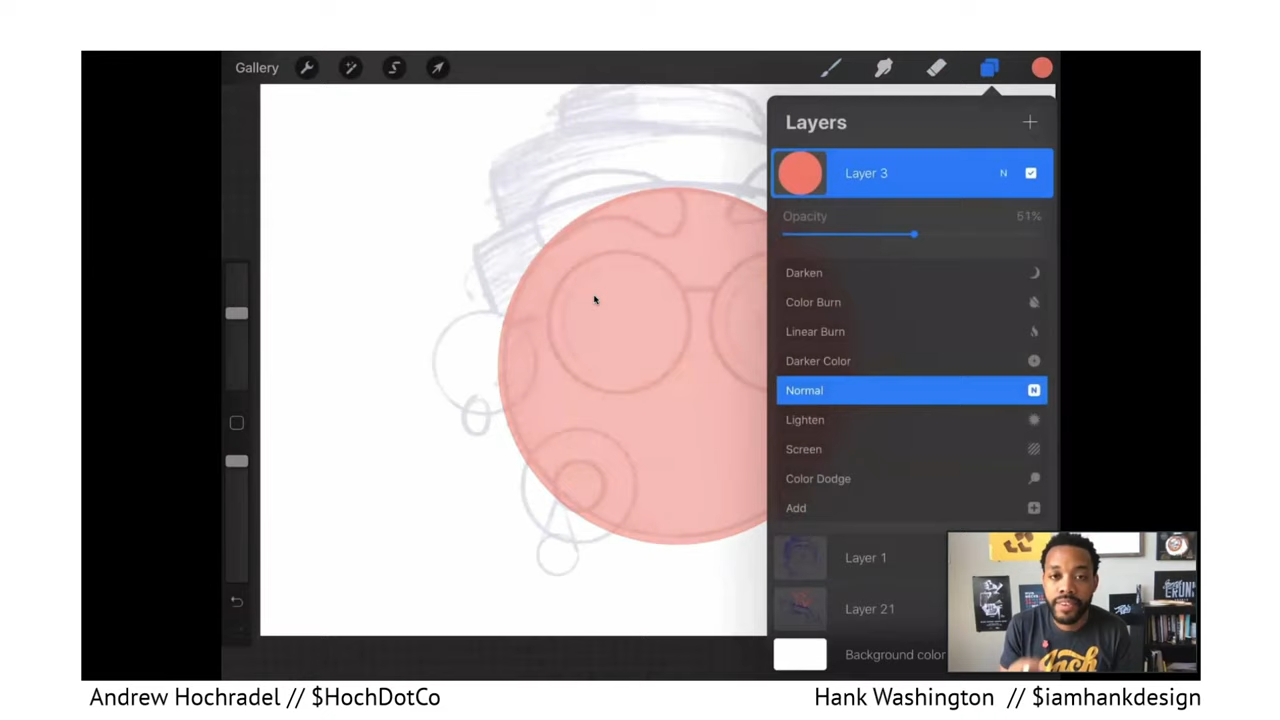 Gallery
Layers
Layer 3 N
Opacity 51%
Darken
Color Burn
Linear Burn
Darker Color
Normal N
Lighten
Screen
Color Dodge
Add
Layer 1
Layer 21
Background color
Andrew Hochradel // $HochDotCo
Hank Washington // $iamhankdesign